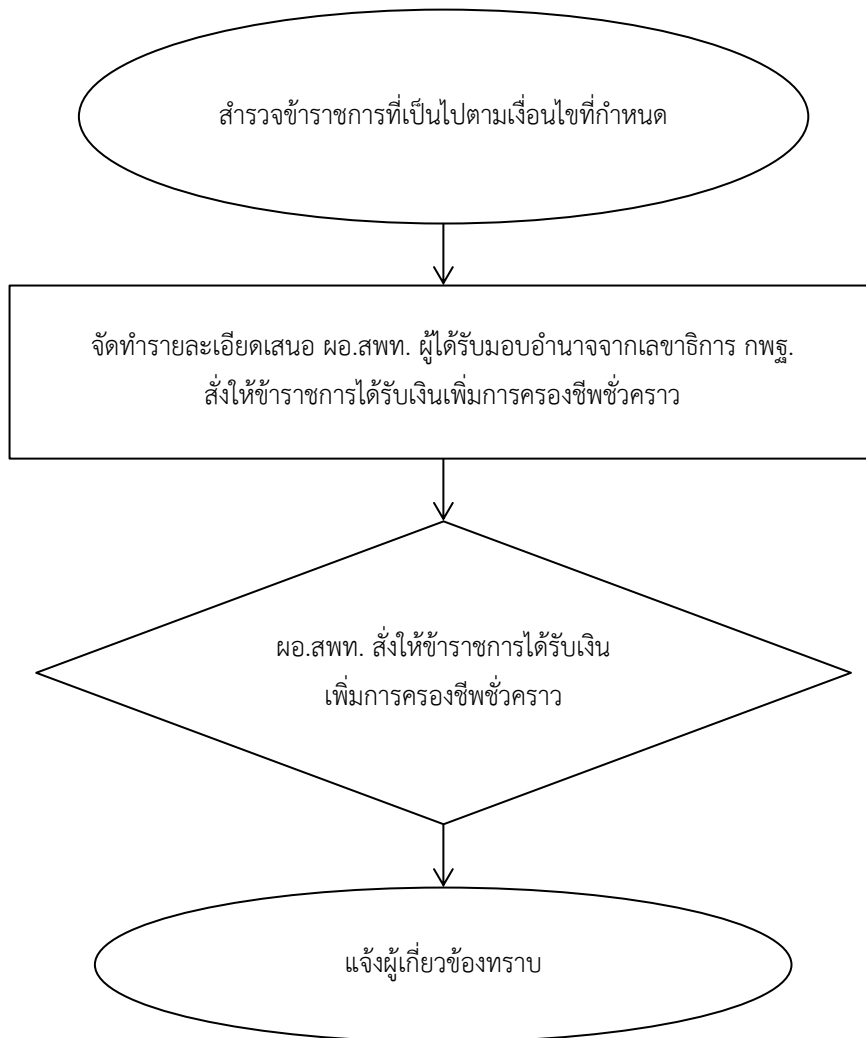 สำรวจข้าราชการที่เป็นไปตามเงื่อนไขที่กำหนด
จัดทำรายละเอียดเสนอ ผอ.สพท. ผู้ได้รับมอบอำนาจจากเลขาธิการ กพฐ.
สั่งให้ข้าราชการได้รับเงินเพิ่มการครองชีพชั่วคราว
ผอ.สพท. สั่งให้ข้าราชการได้รับเงิน
เพิ่มการครองชีพชั่วคราว
แจ้งผู้เกี่ยวข้องทราบ